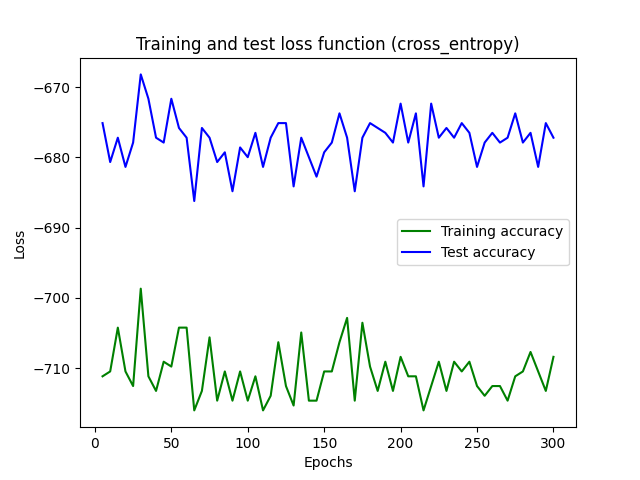 Training and test loss function (cross_entropy)
Loss
−670
−680
−690
−700
−710
Training accuracy
Test accuracy
0
50
100
150
200
250
300
Epochs